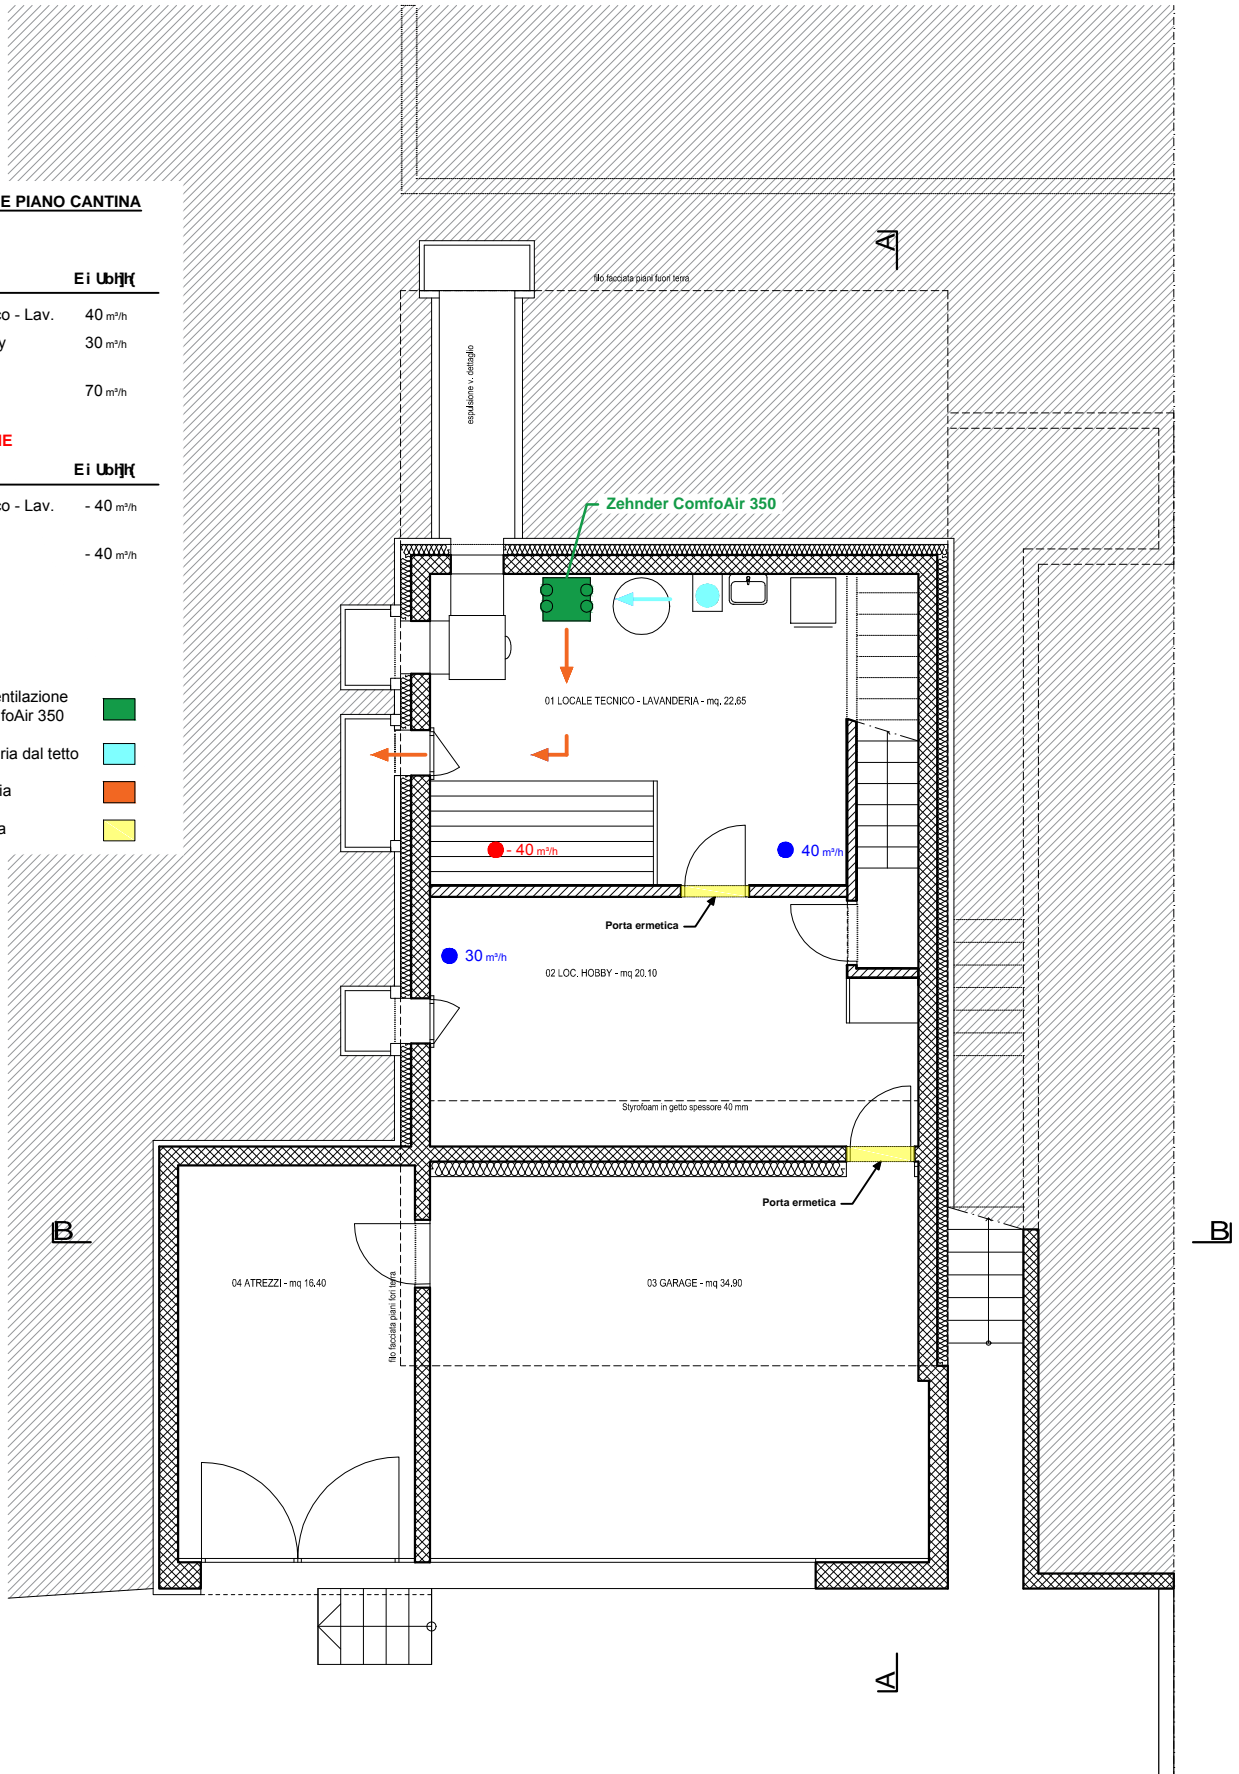 E PIANO CANTINA
o - Lav. 40 m³/h
y 30 m³/h
70 m³/h
IE
o - Lav. - 40 m³/h
- 40 m³/h
entilazione
foAir 350
ria dal tetto
ia
a
A
filo facciata piani fuori terra
espulsione v. dettaglio
Zehnder ComfoAir 350
01 LOCALE TECNICO - LAVANDERIA - mq. 22.65
- 40 m³/h
40 m³/h
Porta ermetica
30 m³/h
02 LOC. HOBBY - mq 20.10
Styrofoam in getto spessore 40 mm
Porta ermetica
B
B
04 ATREZZI - mq 16.40
filo facciata piani fori terra
03 GARAGE - mq 34.90
A